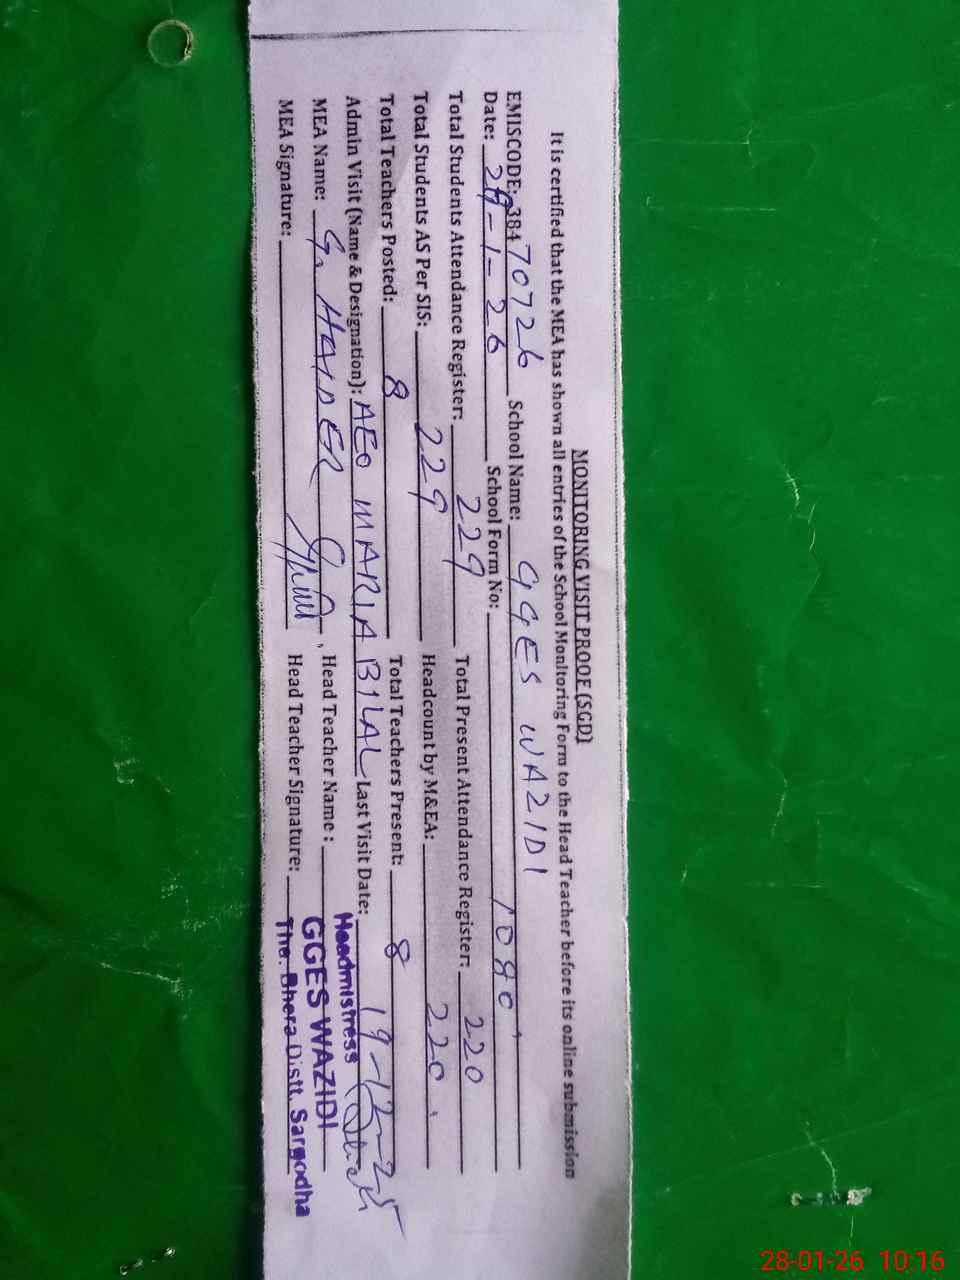 MONITORING VISIT PROOF (SGD)
It is certified that the MEA has shown all entries of the School Monitoring Form to the Head Teacher before its online submission
EMISCODE: 38470726 School Name: GGES WAZIDI
Date: -1-26 School Form No: 1080
Total Students Attendance Register: 229 Total Present Attendance Register: 220
Total Students AS Per SIS: 229 Headcount by M&EA: 220
Total Teachers Posted: 8 Total Teachers Present: 8
Admin Visit (Name & Designation): AEO MARIA BILAL Last Visit Date: 19-12-25
MEA Name: G. HAIDER , Head Teacher Name :
MEA Signature: Head Teacher Signature:
Headmistress
GGES WAZIDI
The. Bhera Distt. Sargodha
28-01-26 10:16